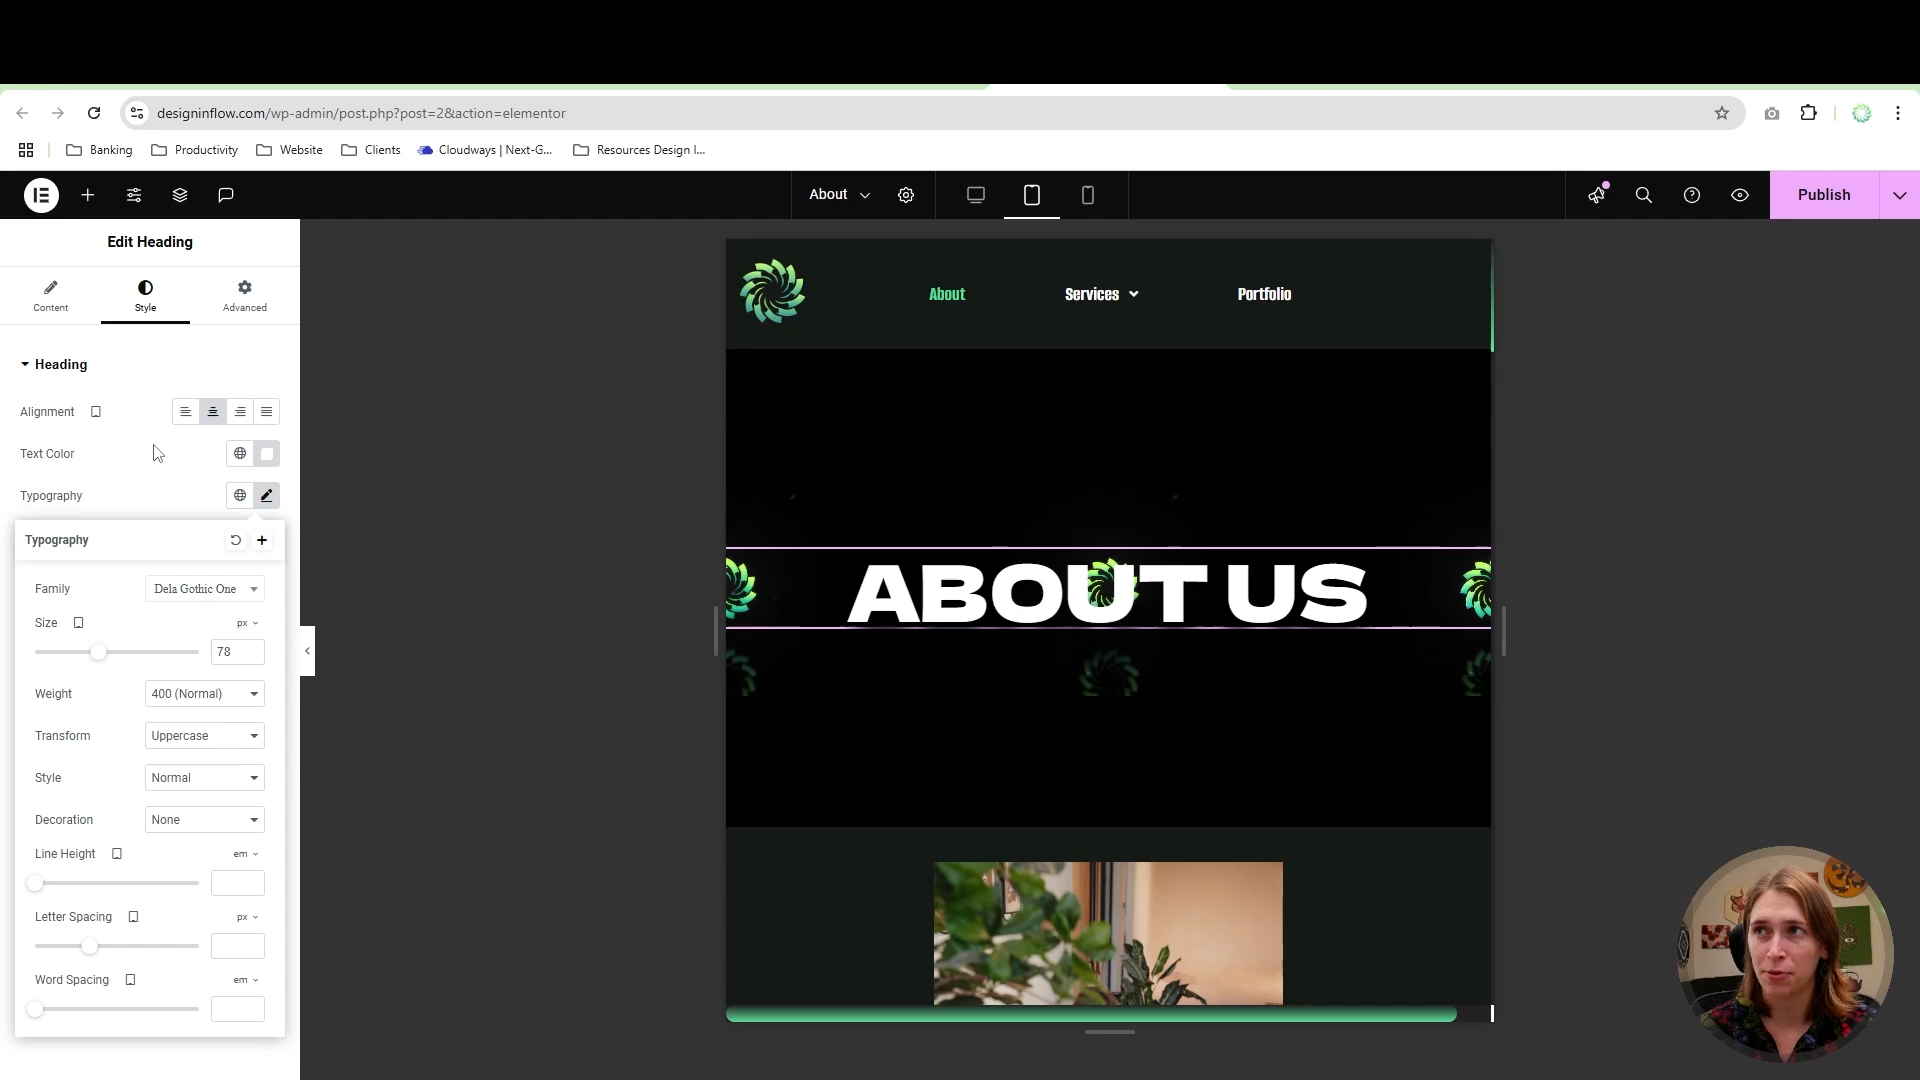 designinflow.com/wp-admin/post.php?post=2&action=elementor
Banking Productivity Website Clients Cloudways | Next-G... Resources Design I...
About Publish
Edit Heading
Content Style Advanced
Heading
Alignment
Text Color
Typography
Typography
Family Dela Gothic One
Size px
78
Weight 400 (Normal)
Transform Uppercase
Style Normal
Decoration None
Line Height em
Letter Spacing px
Word Spacing em
About Services Portfolio
ABOUT US